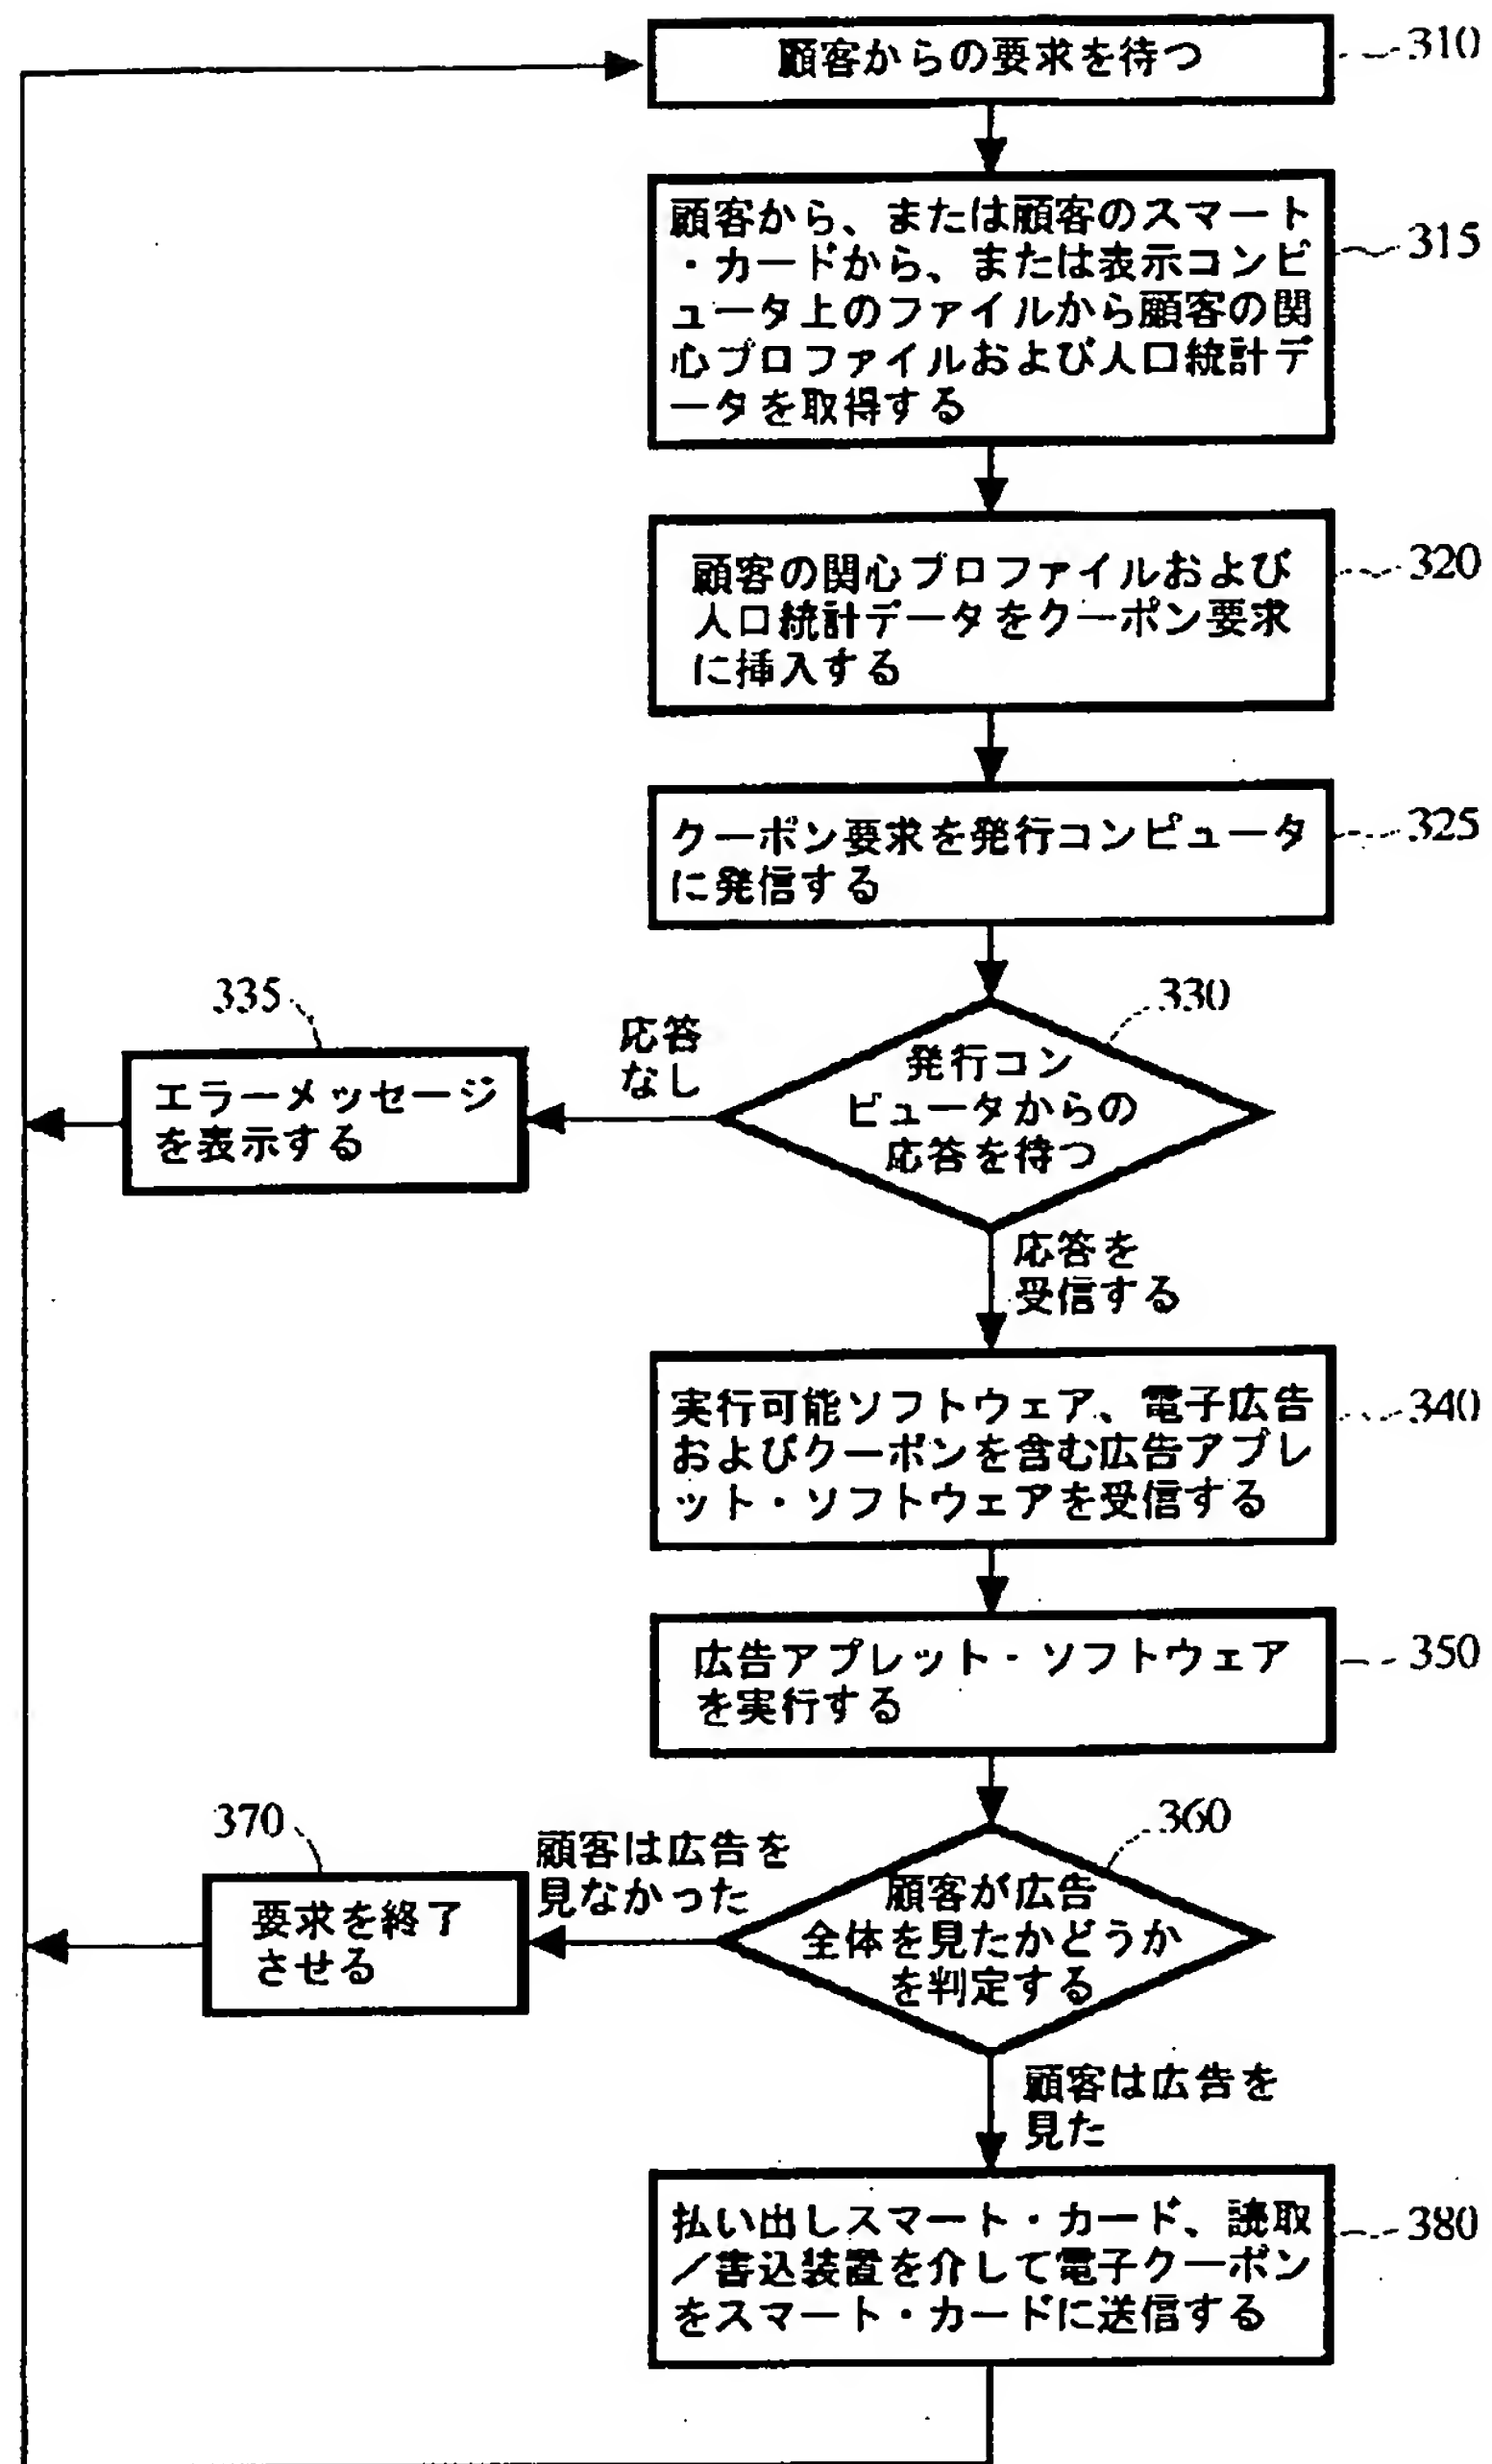 顧客からの要求を待つ
310
顧客から、または顧客のスマート
・カードから、または表示コンピ
ュータ上のファイルから顧客の関
心プロファイルおよび人口統計デ
ータを取得する
315
顧客の関心プロファイルおよび
人口統計データをクーポン要求
に挿入する
320
クーポン要求を発行コンピュータ
に発信する
325
330
発行コン
ピュータからの
応答を待つ
応答
なし
335
エラーメッセージ
を表示する
応答を
受信する
実行可能ソフトウェア、電子広告
およびクーポンを含む広告アプレ
ット・ソフトウェアを受信する
340
広告アプレット・ソフトウェア
を実行する
350
360
顧客が広告
全体を見たかどうか
を判定する
顧客は広告を
見なかった
370
要求を終了
させる
顧客は広告を
見た
払い出しスマート・カード、読取
／書込装置を介して電子クーポン
をスマート・カードに送信する
380